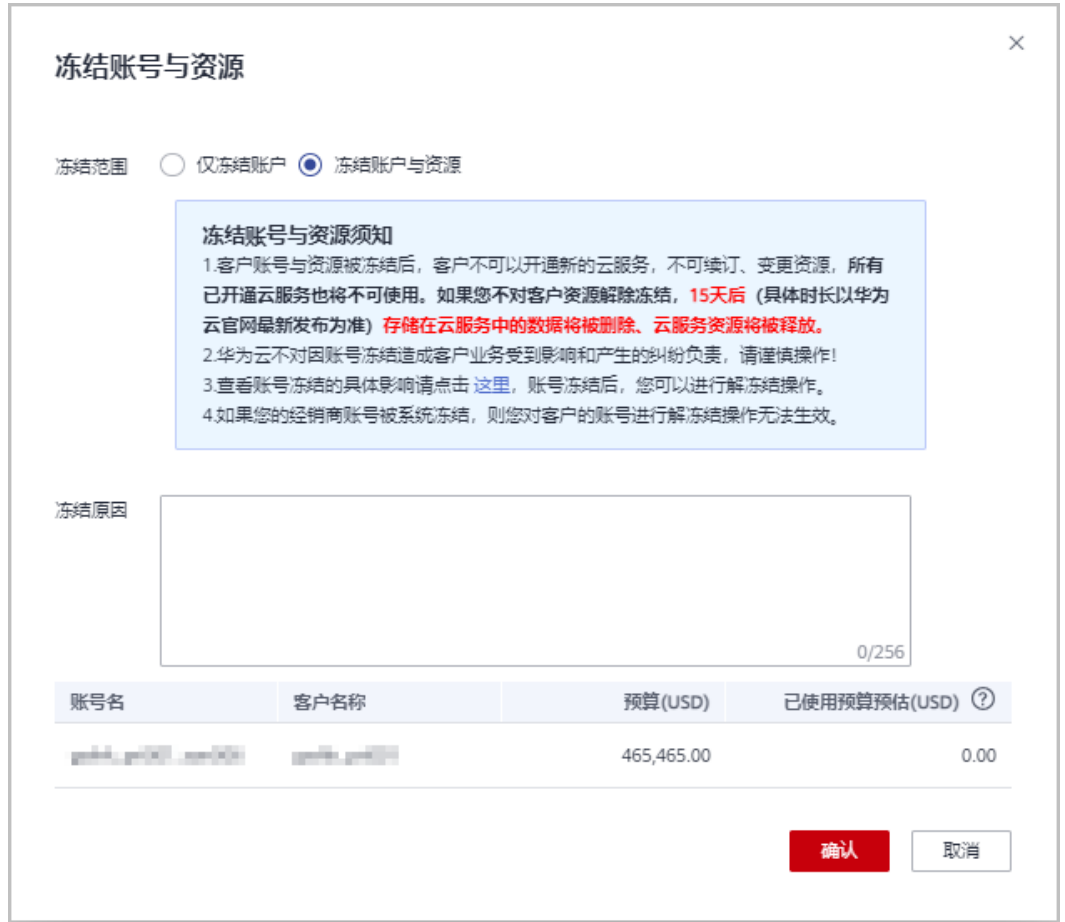 冻结账号与资源
冻结范围 仅冻结账户 冻结账户与资源
冻结账号与资源须知
1.客户账号与资源被冻结后，客户不可以开通新的云服务，不可续订、变更资源，所有
已开通云服务也将不可使用。如果您不对客户资源解除冻结，15天后（具体时长以华为
云官网最新发布为准）存储在云服务中的数据将被删除、云服务资源将被释放。
2.华为云不对因账号冻结造成客户业务受到影响和产生的纠纷负责，请谨慎操作！
3.查看账号冻结的具体影响请点击 这里，账号冻结后，您可以进行解冻结操作。
4.如果您的经销商账号被系统冻结，则您对客户的账号进行解冻结操作无法生效。
冻结原因
0/256
账号名 客户名称 预算(USD) 已使用预算预估(USD) ?
465,465.00 0.00
确认 取消